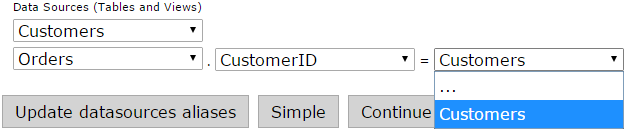 Data Sources (Tables and Views)
Customers
Orders . CustomerID = Customers
...
Customers
Update datasources aliases Simple Continue